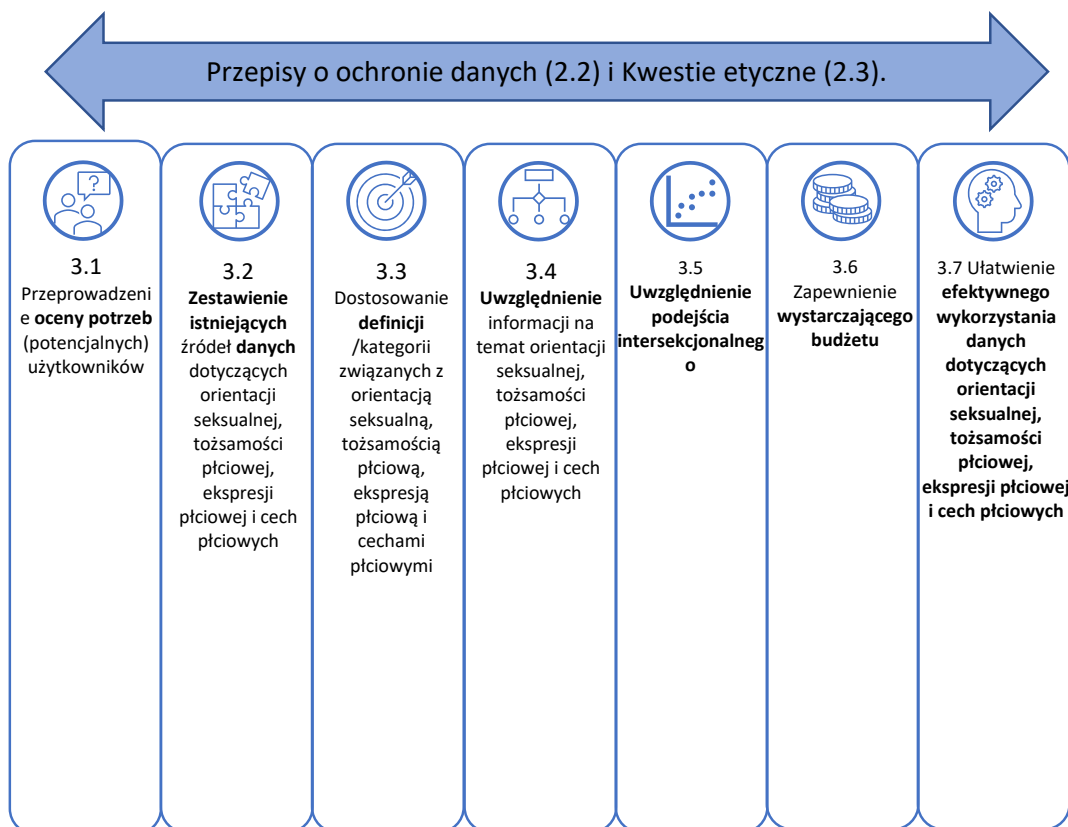 Przepisy o ochronie danych (2.2) i Kwestie etyczne (2.3).
?
3.1
Przeprowadzeni
e oceny potrzeb
(potencjalnych)
użytkowników
3.2
Zestawienie
istniejących
źródeł danych
dotyczących
orientacji
seksualnej,
tożsamości
płciowej,
ekspresji
płciowej i cech
płciowych
3.3
Dostosowanie
definicji
/kategorii
związanych z
orientacją
seksualną,
tożsamością
płciową,
ekspresją
płciową i
cechami
płciowymi
3.4
Uwzględnienie
informacji na
temat orientacji
seksualnej,
tożsamości
płciowej,
ekspresji
płciowej i cech
płciowych
3.5
Uwzględnienie
podejścia
intersekcjonalneg
o
3.6
Zapewnienie
wystarczającego
budżetu
3.7 Ułatwienie
efektywnego
wykorzystania
danych
dotyczących
orientacji
seksualnej,
tożsamości
płciowej,
ekspresji płciowej
i cech płciowych